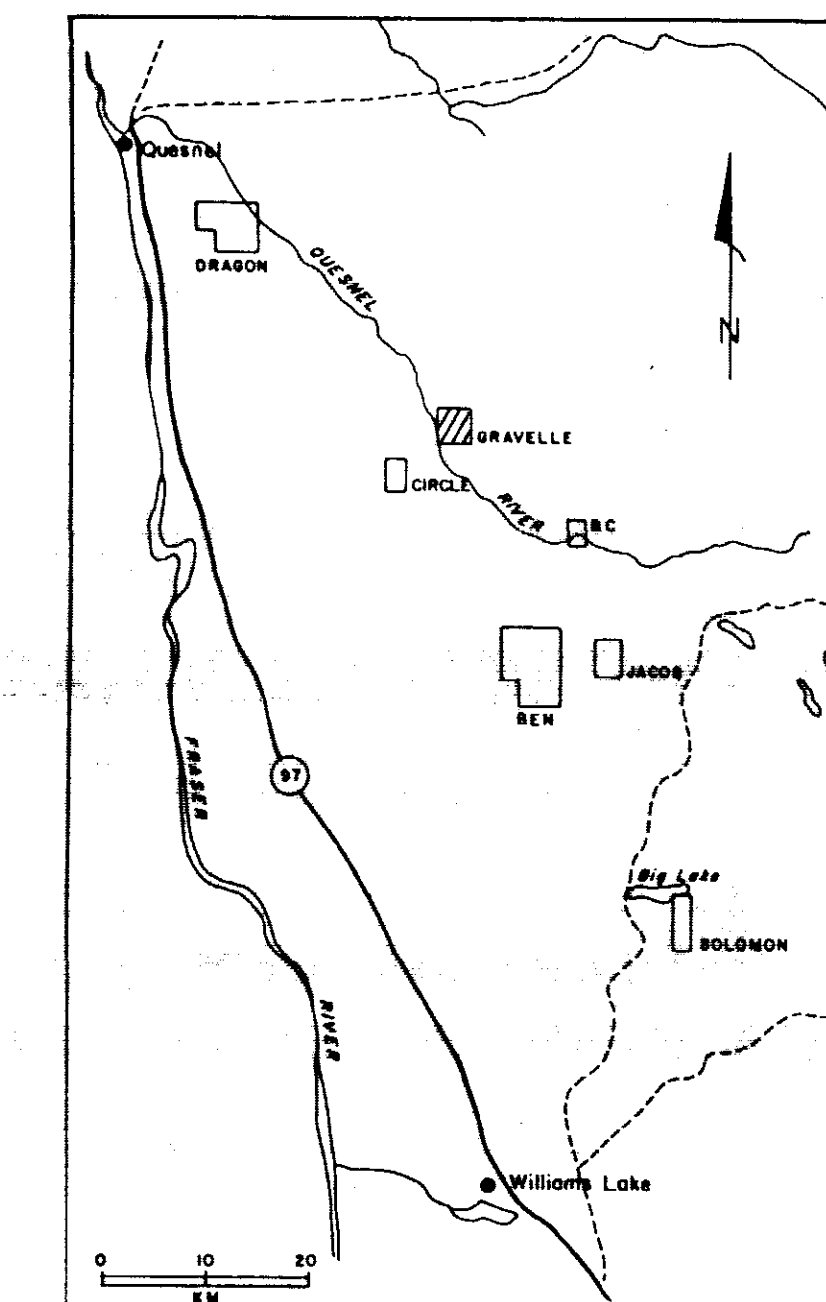 Quesnel
DRAGON
QUESNEL
N
GRAVELLE
CIRCLE
RIVER
BC
JACOB
BEN
FRASER
97
Big Lake
SOLOMON
RIVER
Williams Lake
0 10 20
KM